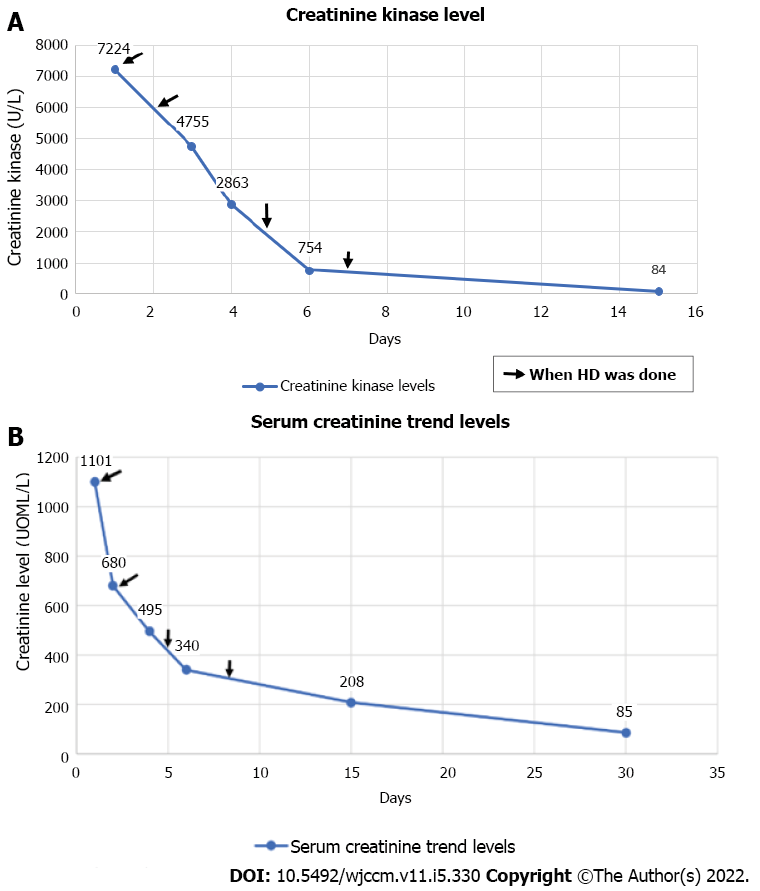 A
Creatinine kinase level
Creatinine kinase (U/L)
8000
7000
6000
5000
4000
3000
2000
1000
0
7224
4755
2863
754
84
0 2 4 6 8 10 12 14 16
Days
Creatinine kinase levels
When HD was done
B
Serum creatinine trend levels
Creatinine level (UOML/L)
1200
1000
800
600
400
200
0
1101
680
495
340
208
85
0 5 10 15 20 25 30 35
Days
Serum creatinine trend levels
DOI: 10.5492/wjccm.v11.i5.330 Copyright ©The Author(s) 2022.